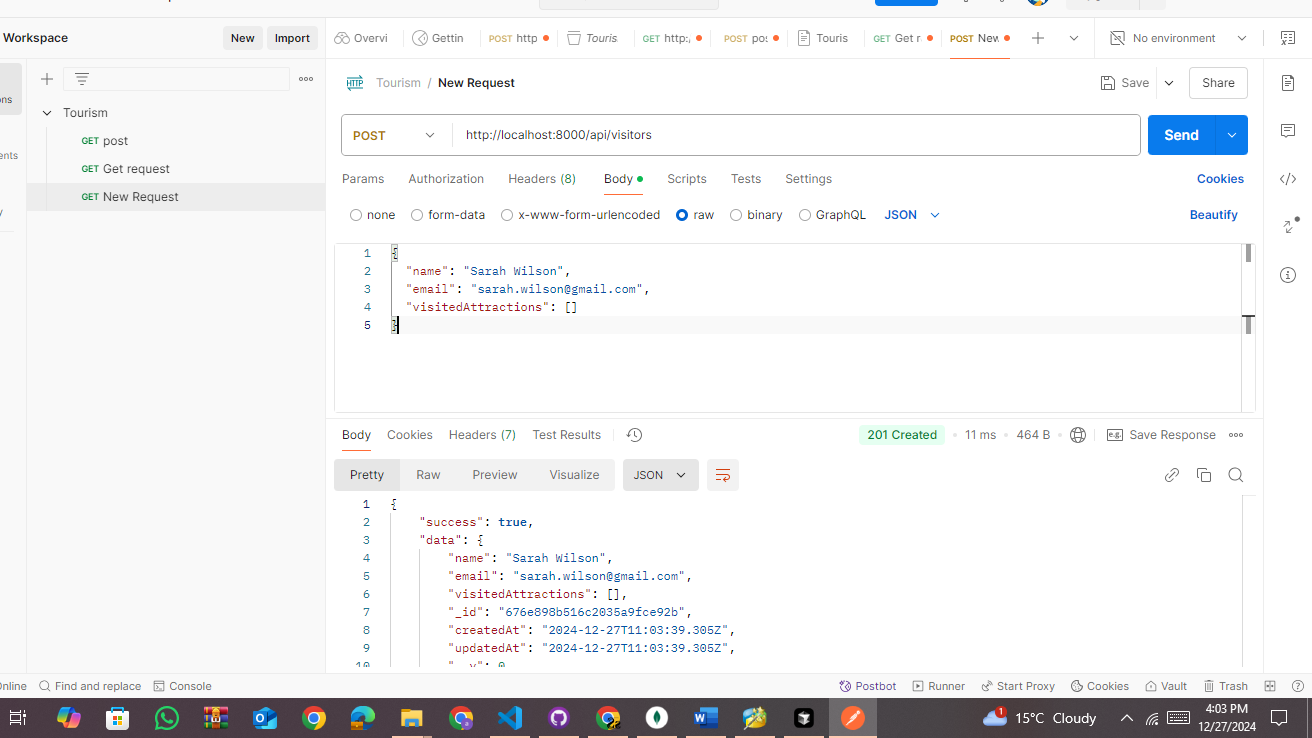 Workspace
New
Import
Overvi
Gettin
POST http
Touris
GET http:,
POST pos
Touris
GET Get r
POST New
No environment
Tourism / New Request
Save
Share
Tourism
GET post
GET Get request
GET New Request
ons
ents
POST
http://localhost:8000/api/visitors
Send
Params
Authorization
Headers (8)
Body
Scripts
Tests
Settings
Cookies
none
form-data
x-www-form-urlencoded
raw
binary
GraphQL
JSON
Beautify
1 {
2 "name": "Sarah Wilson",
3 "email": "sarah.wilson@gmail.com",
4 "visitedAttractions": []
5 }
Body
Cookies
Headers (7)
Test Results
201 Created
11 ms
464 B
e.g.
Save Response
Pretty
Raw
Preview
Visualize
JSON
1 {
2 "success": true,
3 "data": {
4 "name": "Sarah Wilson",
5 "email": "sarah.wilson@gmail.com",
6 "visitedAttractions": [],
7 "_id": "676e898b516c2035a9fce92b",
8 "createdAt": "2024-12-27T11:03:39.305Z",
9 "updatedAt": "2024-12-27T11:03:39.305Z",
10 "__v": 0
Online
Find and replace
Console
Postbot
Runner
Start Proxy
Cookies
Vault
Trash
1
15°C Cloudy
4:03 PM
12/27/2024